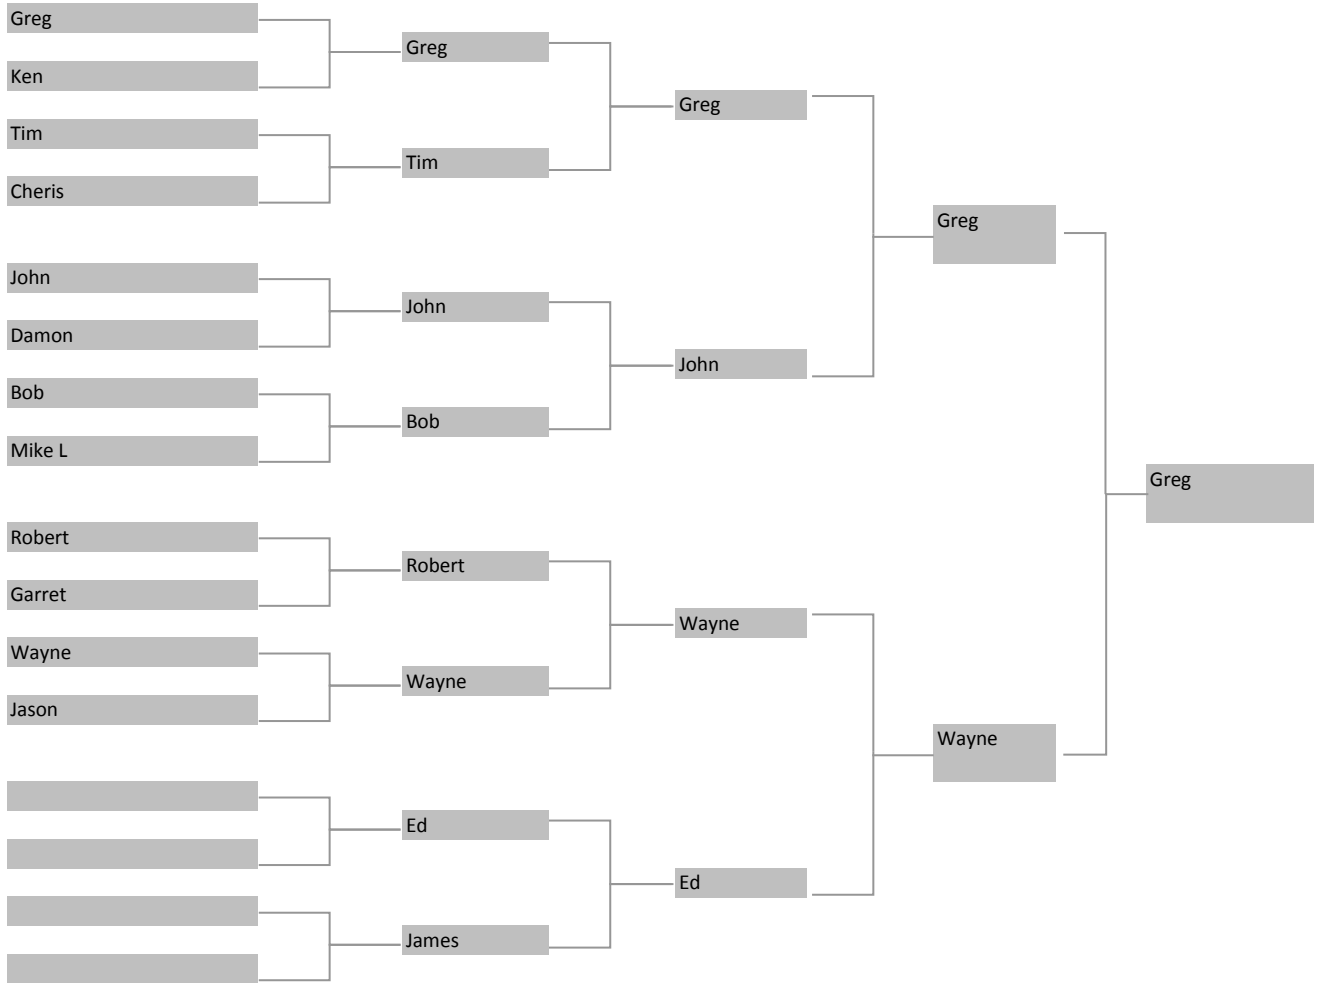 Greg
Ken
Tim
Cheris
John
Damon
Bob
Mike L
Robert
Garret
Wayne
Jason
Greg
Tim
John
Bob
Robert
Wayne
Ed
James
Greg
John
Wayne
Ed
Greg
Wayne
Greg